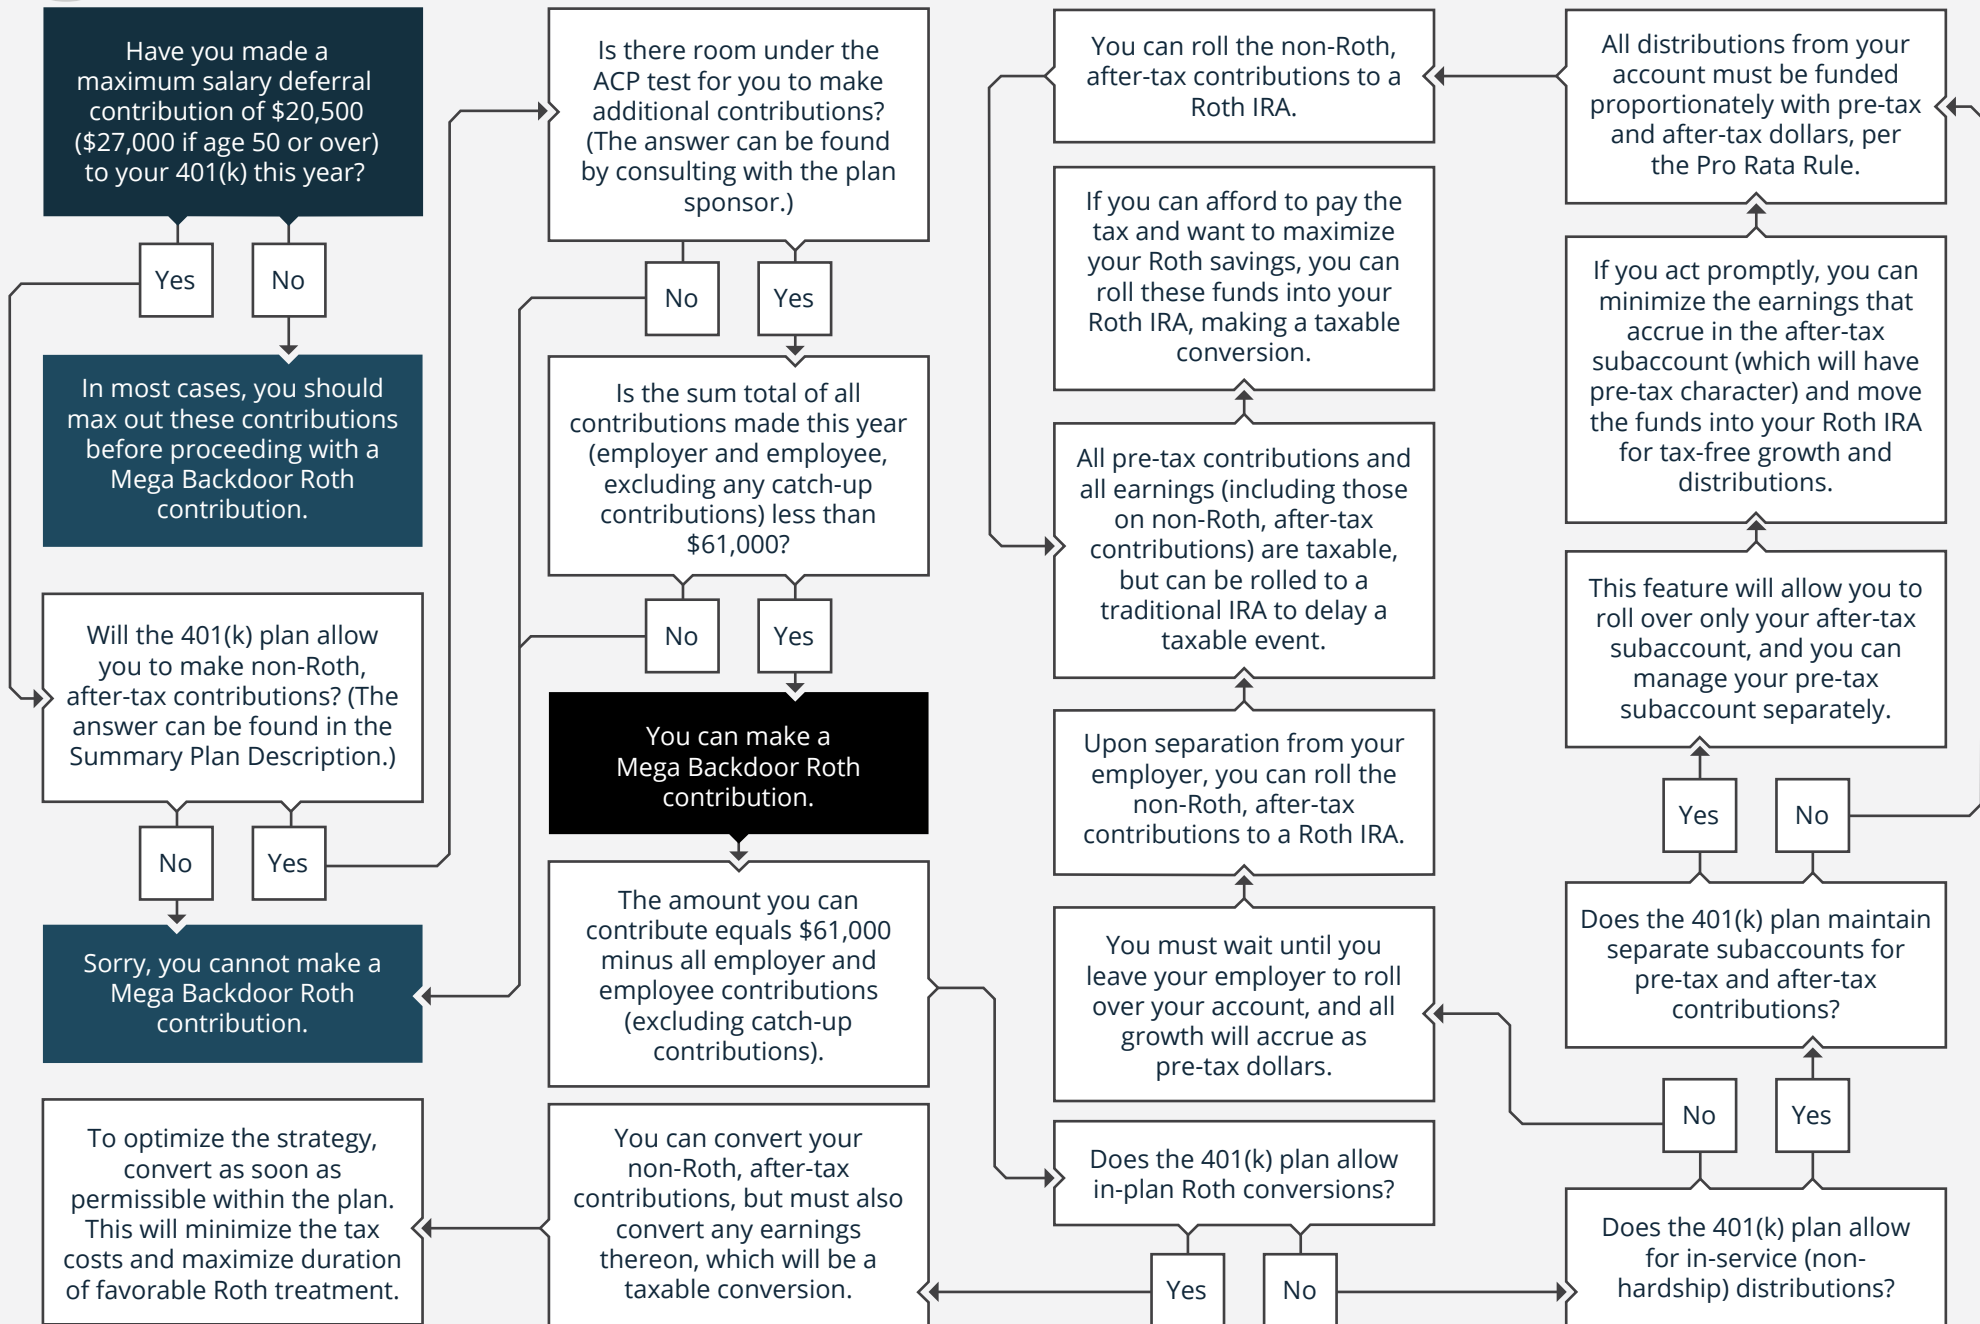 Have you made a
maximum salary deferral
contribution of $20,500
($27,000 if age 50 or over)
to your 401(k) this year?
Yes
No
In most cases, you should
max out these contributions
before proceeding with a
Mega Backdoor Roth
contribution.
Will the 401(k) plan allow
you to make non-Roth,
after-tax contributions? (The
answer can be found in the
Summary Plan Description.)
No
Yes
Sorry, you cannot make a
Mega Backdoor Roth
contribution.
To optimize the strategy,
convert as soon as
permissible within the plan.
This will minimize the tax
costs and maximize duration
of favorable Roth treatment.
Is there room under the
ACP test for you to make
additional contributions?
(The answer can be found
by consulting with the plan
sponsor.)
No
Yes
Is the sum total of all
contributions made this year
(employer and employee,
excluding any catch-up
contributions) less than
$61,000?
No
Yes
You can make a
Mega Backdoor Roth
contribution.
The amount you can
contribute equals $61,000
minus all employer and
employee contributions
(excluding catch-up
contributions).
You can convert your
non-Roth, after-tax
contributions, but must also
convert any earnings
thereon, which will be a
taxable conversion.
You can roll the non-Roth,
after-tax contributions to a
Roth IRA.
If you can afford to pay the
tax and want to maximize
your Roth savings, you can
roll these funds into your
Roth IRA, making a taxable
conversion.
All pre-tax contributions and
all earnings (including those
on non-Roth, after-tax
contributions) are taxable,
but can be rolled to a
traditional IRA to delay a
taxable event.
Upon separation from your
employer, you can roll the
non-Roth, after-tax
contributions to a Roth IRA.
You must wait until you
leave your employer to roll
over your account, and all
growth will accrue as
pre-tax dollars.
Does the 401(k) plan allow
in-plan Roth conversions?
Yes
No
All distributions from your
account must be funded
proportionately with pre-tax
and after-tax dollars, per
the Pro Rata Rule.
If you act promptly, you can
minimize the earnings that
accrue in the after-tax
subaccount (which will have
pre-tax character) and move
the funds into your Roth IRA
for tax-free growth and
distributions.
This feature will allow you to
roll over only your after-tax
subaccount, and you can
manage your pre-tax
subaccount separately.
Yes
No
Does the 401(k) plan maintain
separate subaccounts for
pre-tax and after-tax
contributions?
No
Yes
Does the 401(k) plan allow
for in-service (non-
hardship) distributions?